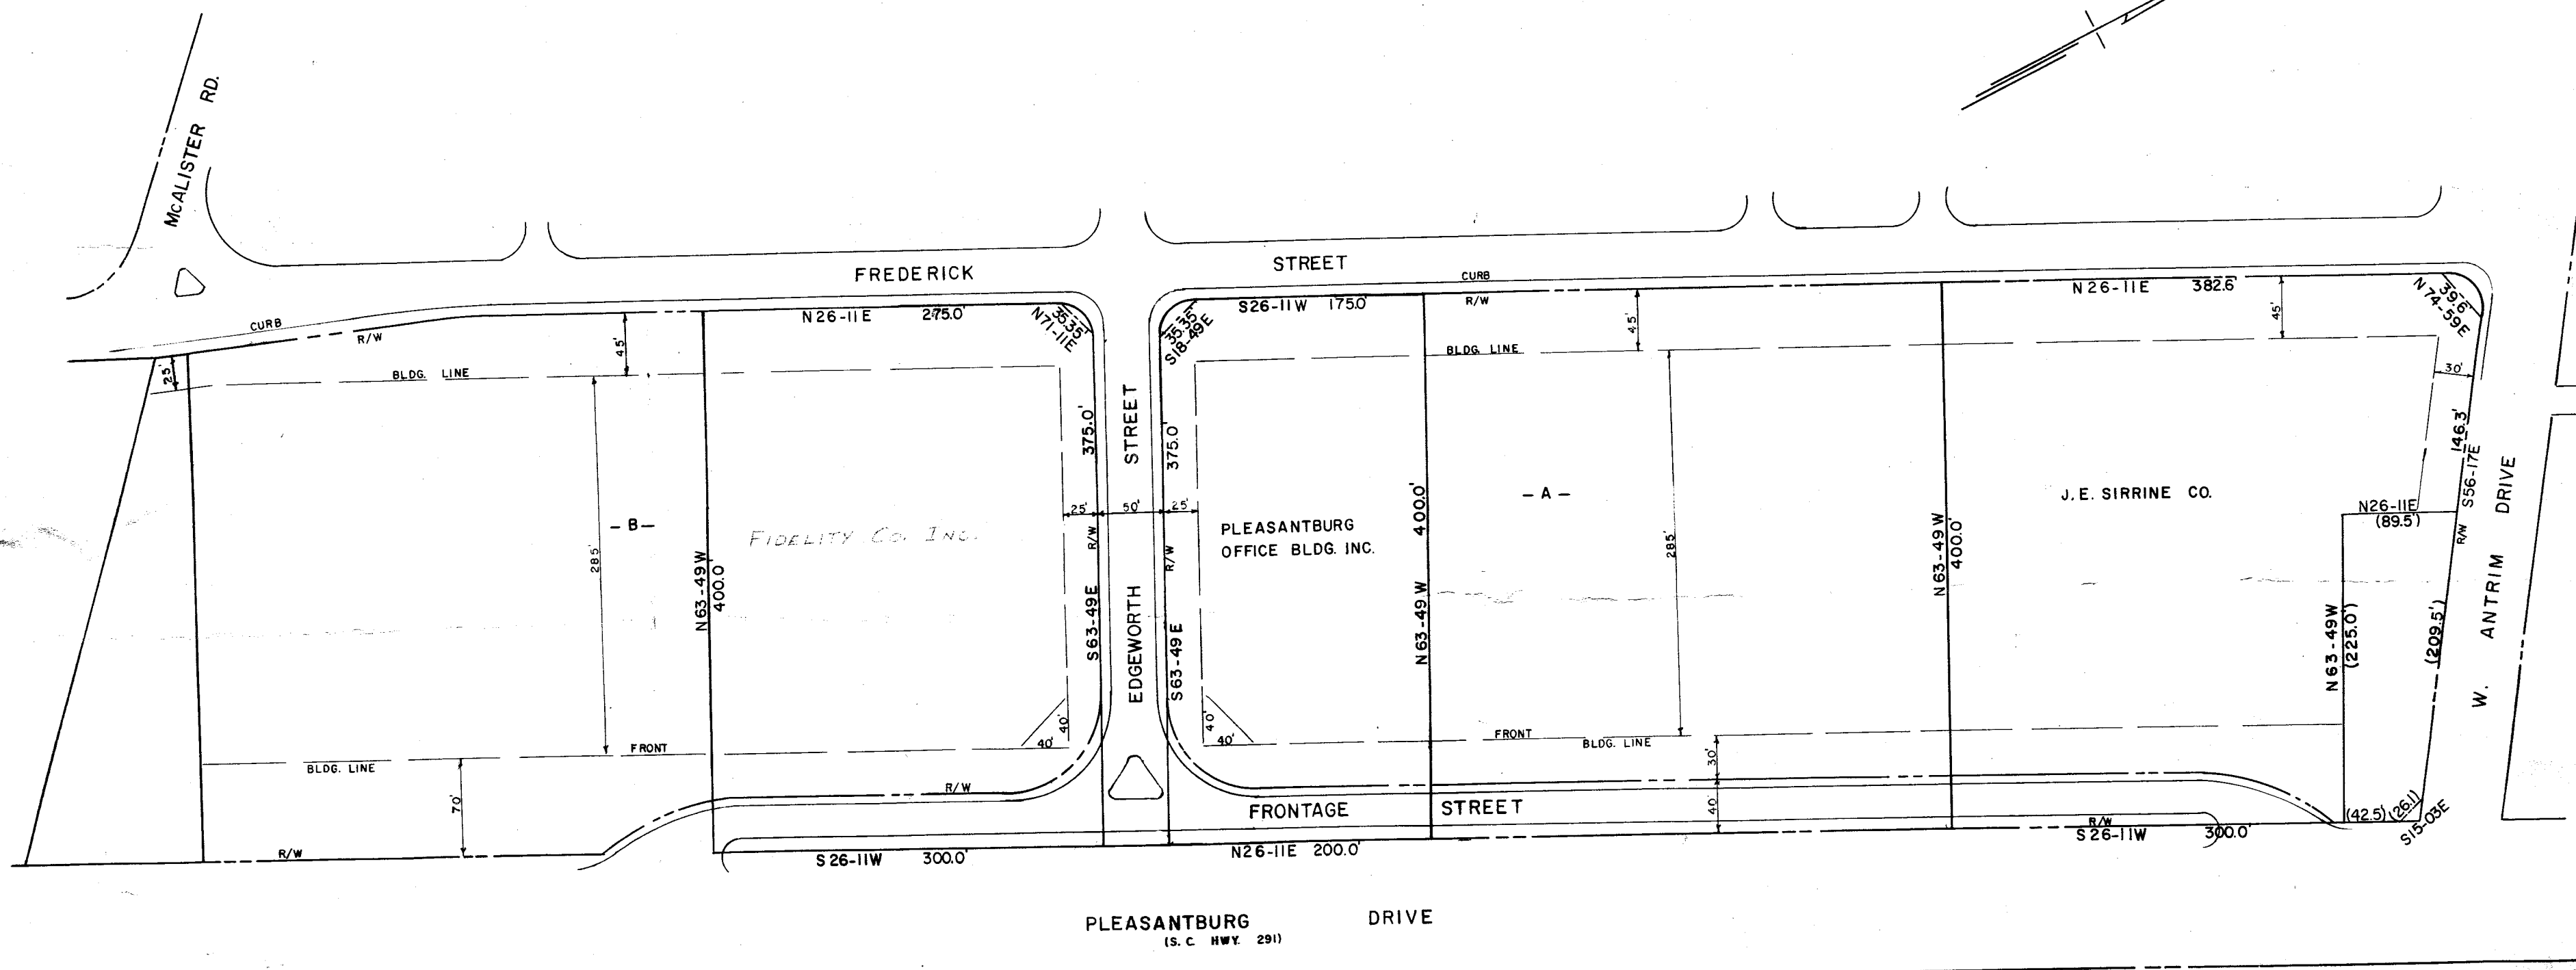 McALISTER RD.
FREDERICK STREET
CURB
R/W
CURB
R/W
N26-11E 275.0'
35.35'
N71-11E
35.35'
S18-49E
S26-11W 175.0'
N26-11E 382.6'
39.6'
N74-59E
25'
45'
45'
45'
30'
BLDG. LINE
BLDG. LINE
375.0'
375.0'
EDGEWORTH STREET
25'
50'
25'
R/W
R/W
S63-49E
S63-49E
- B -
FIDELITY CO. INC.
285'
N63-49W
400.0'
PLEASANTBURG
OFFICE BLDG. INC.
400.0'
N63-49W
- A -
285'
N63-49W
400.0'
J.E. SIRRINE CO.
N26-11E
(89.5')
146.3'
S56-17E
R/W
W. ANTRIM DRIVE
N63-49W
(225.0')
(209.5')
40'
40'
40'
40'
FRONT
BLDG. LINE
FRONT
BLDG. LINE
70'
30'
40'
R/W
FRONTAGE STREET
R/W
R/W
(42.5')
(26.1)
S15-03E
S26-11W 300.0'
N26-11E 200.0'
S26-11W 300.0'
PLEASANTBURG DRIVE
(S. C. HWY. 291)